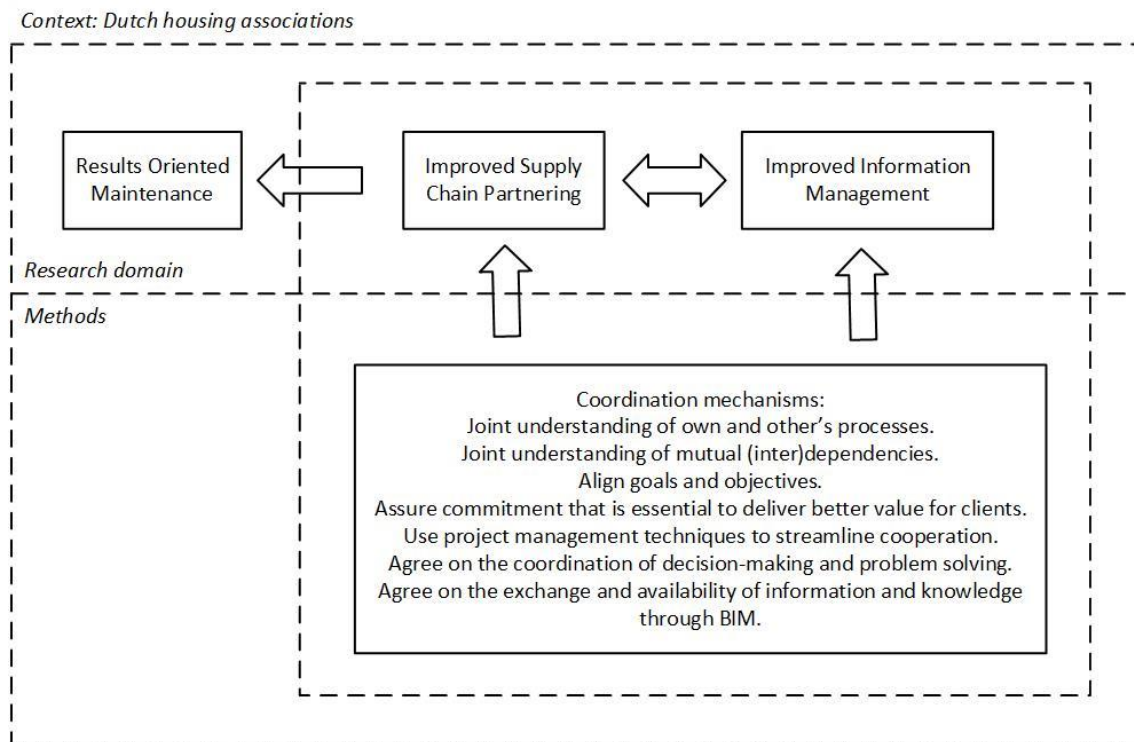 Context: Dutch housing associations
Results Oriented
Maintenance
Improved Supply
Chain Partnering
Improved Information
Management
Research domain
Methods
Coordination mechanisms:
Joint understanding of own and other's processes.
Joint understanding of mutual (inter)dependencies.
Align goals and objectives.
Assure commitment that is essential to deliver better value for clients.
Use project management techniques to streamline cooperation.
Agree on the coordination of decision-making and problem solving.
Agree on the exchange and availability of information and knowledge
through BIM.